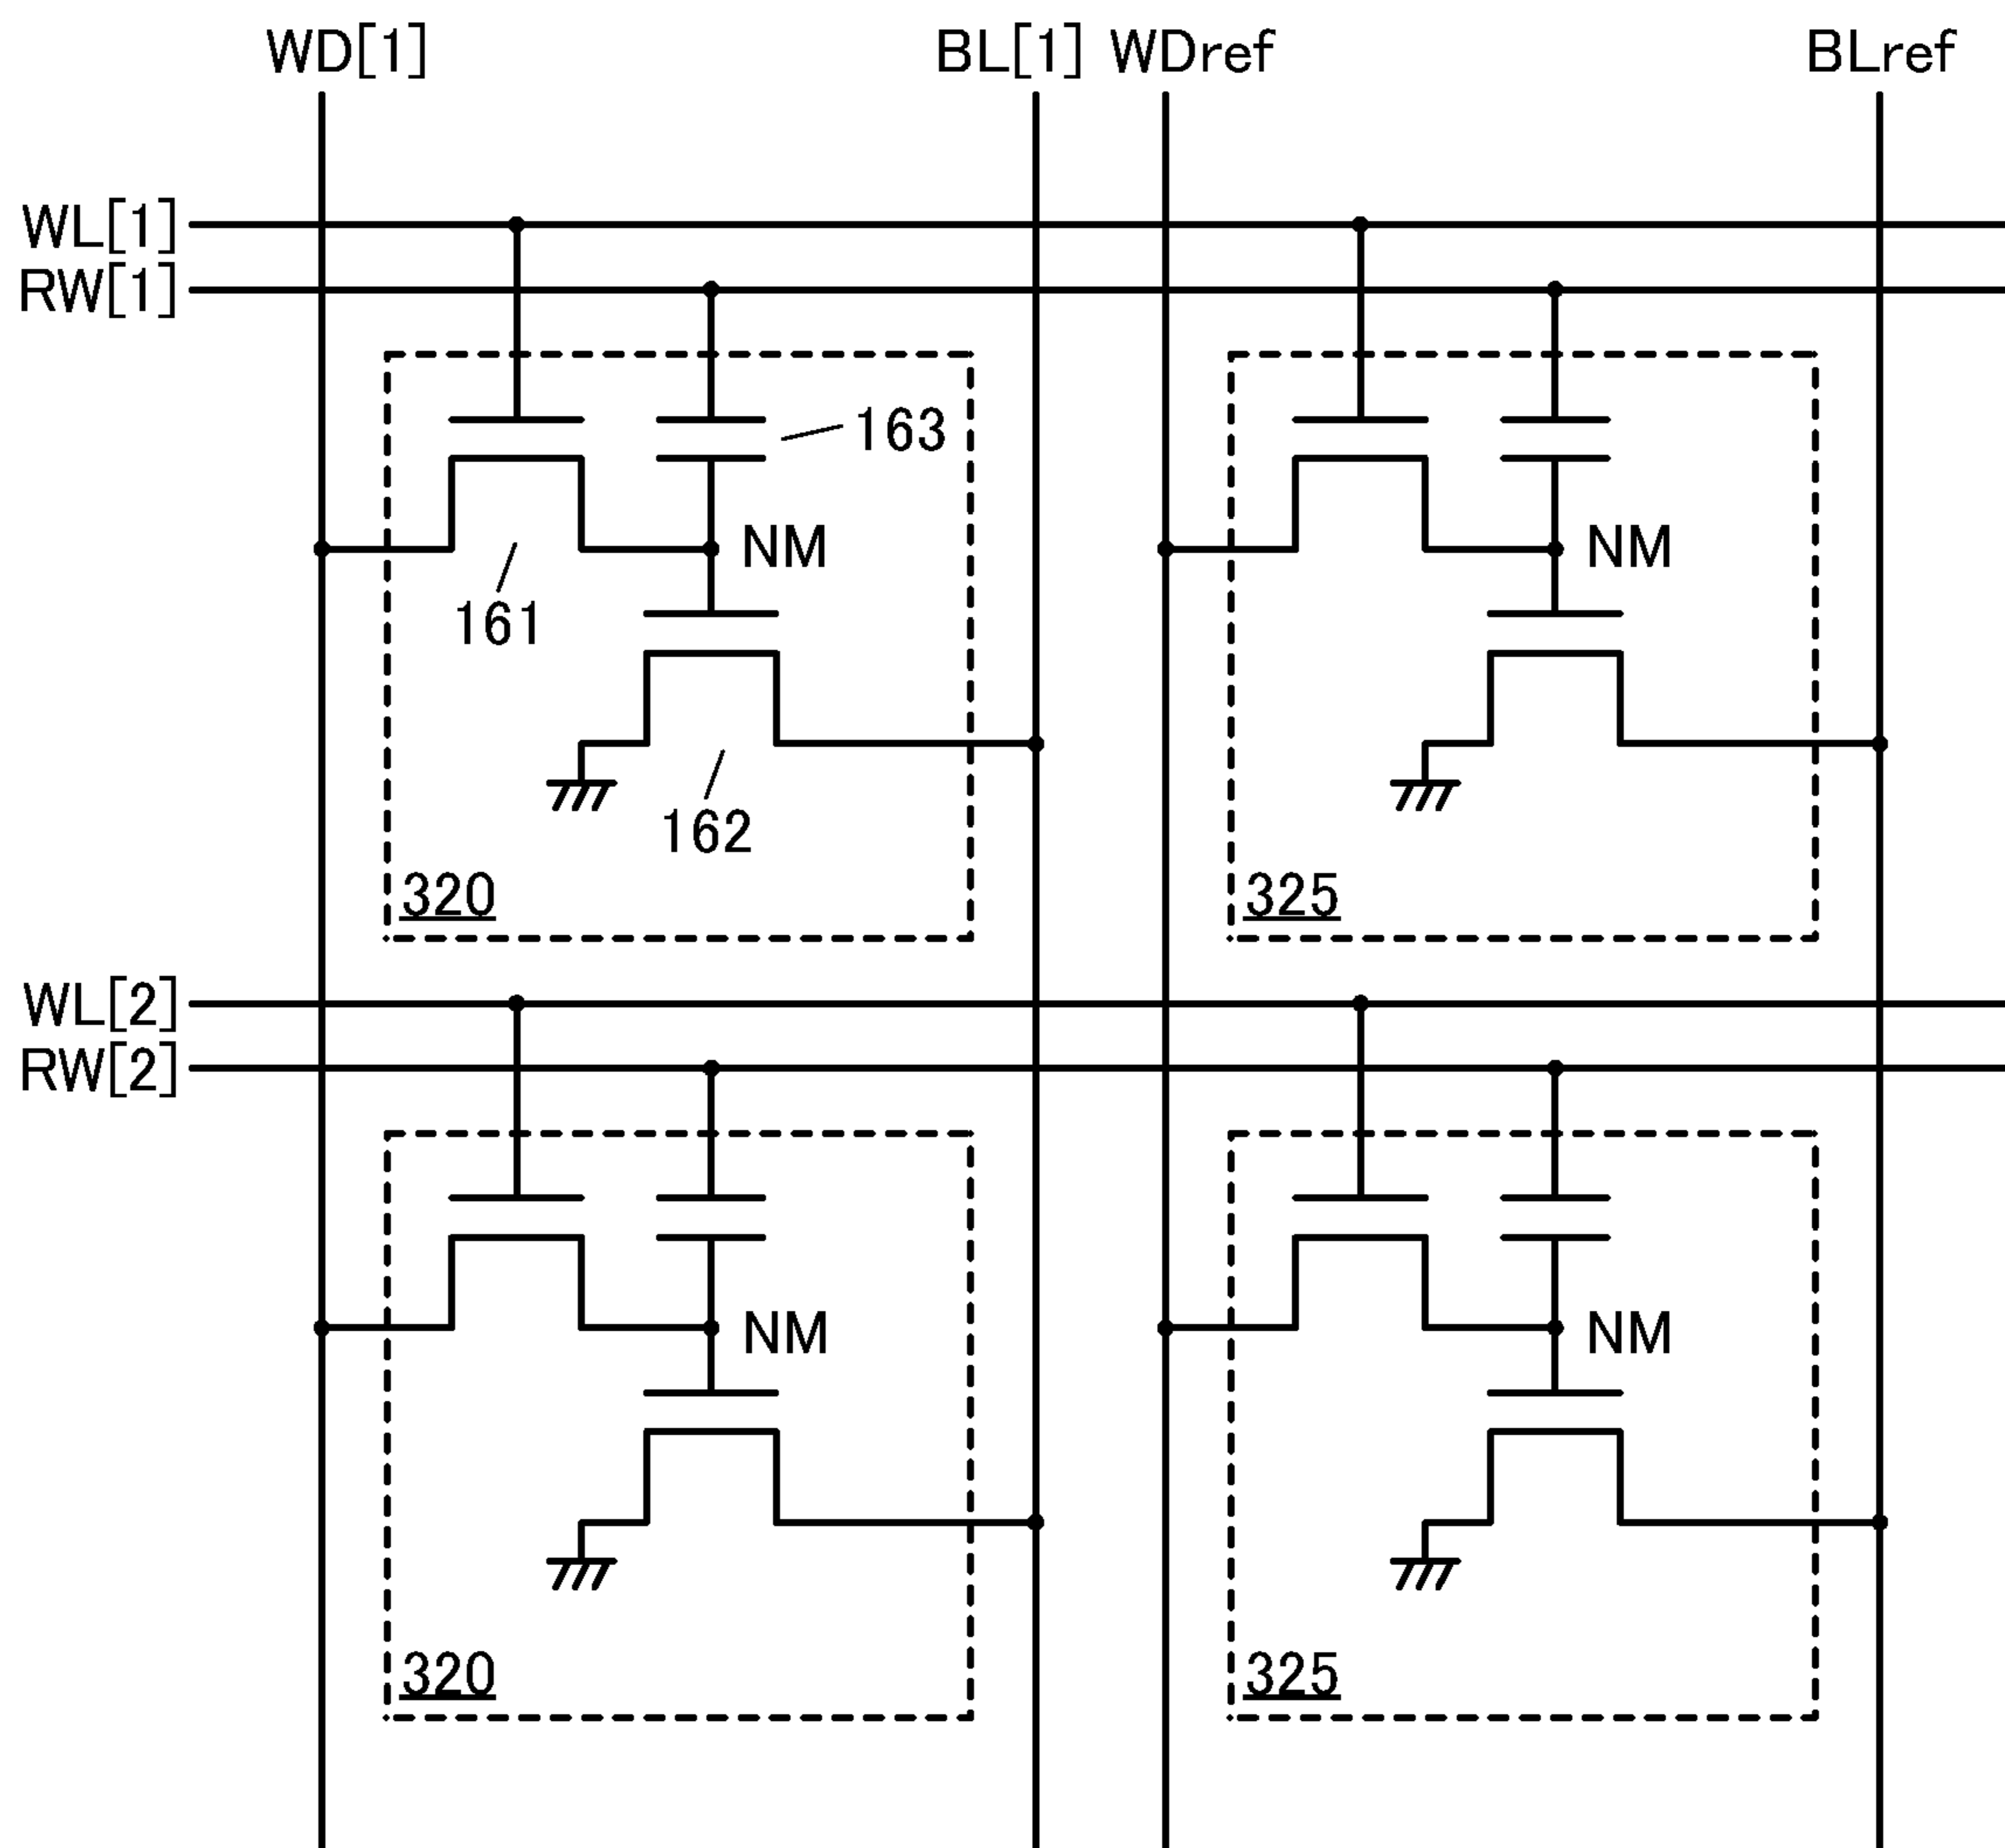 WD[1] BL[1] WDref BLref
WL[1]
RW[1]
163
NM NM
161
162
320 325
WL[2]
RW[2]
NM NM
320 325